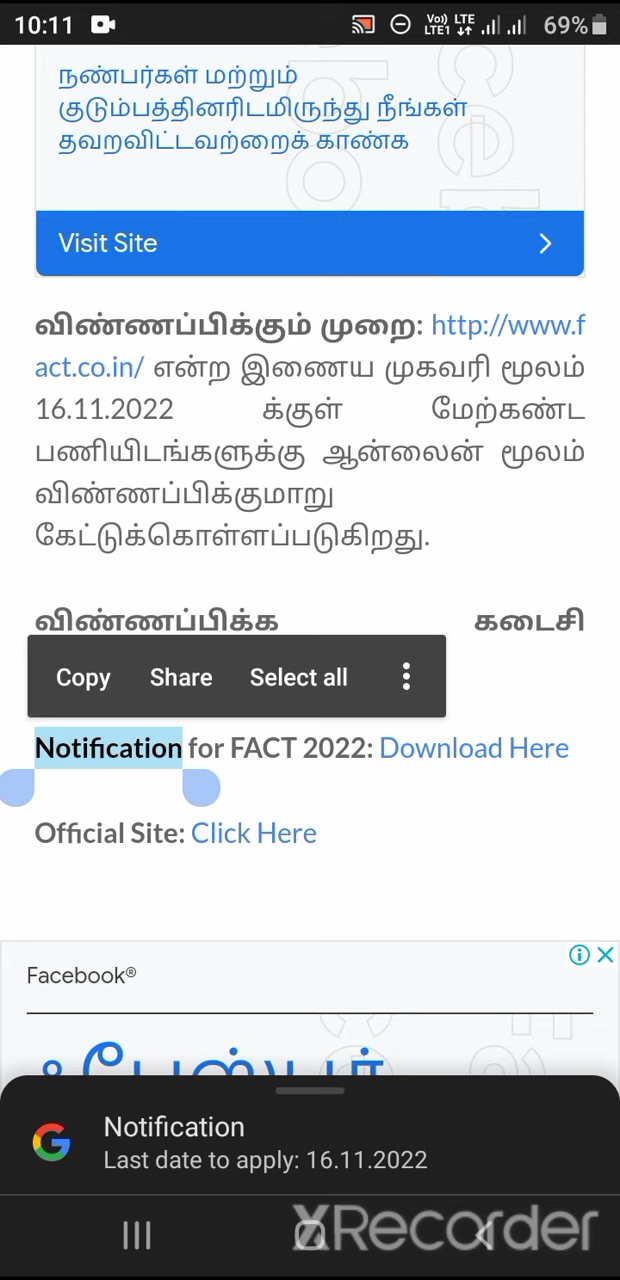 10:11
Vo)) LTE
LTE1
69%
நண்பர்கள் மற்றும்
குடும்பத்தினரிடமிருந்து நீங்கள்
தவறவிட்டவற்றைக் காண்க
Visit Site
விண்ணப்பிக்கும் முறை: http://www.f
act.co.in/ என்ற இணைய முகவரி மூலம்
16.11.2022 க்குள் மேற்கண்ட
பணியிடங்களுக்கு ஆன்லைன் மூலம்
விண்ணப்பிக்குமாறு
கேட்டுக்கொள்ளப்படுகிறது.
விண்ணப்பிக்க கடைசி
Copy Share Select all
Notification for FACT 2022: Download Here
Official Site: Click Here
Facebook®
Notification
Last date to apply: 16.11.2022
XRecorder